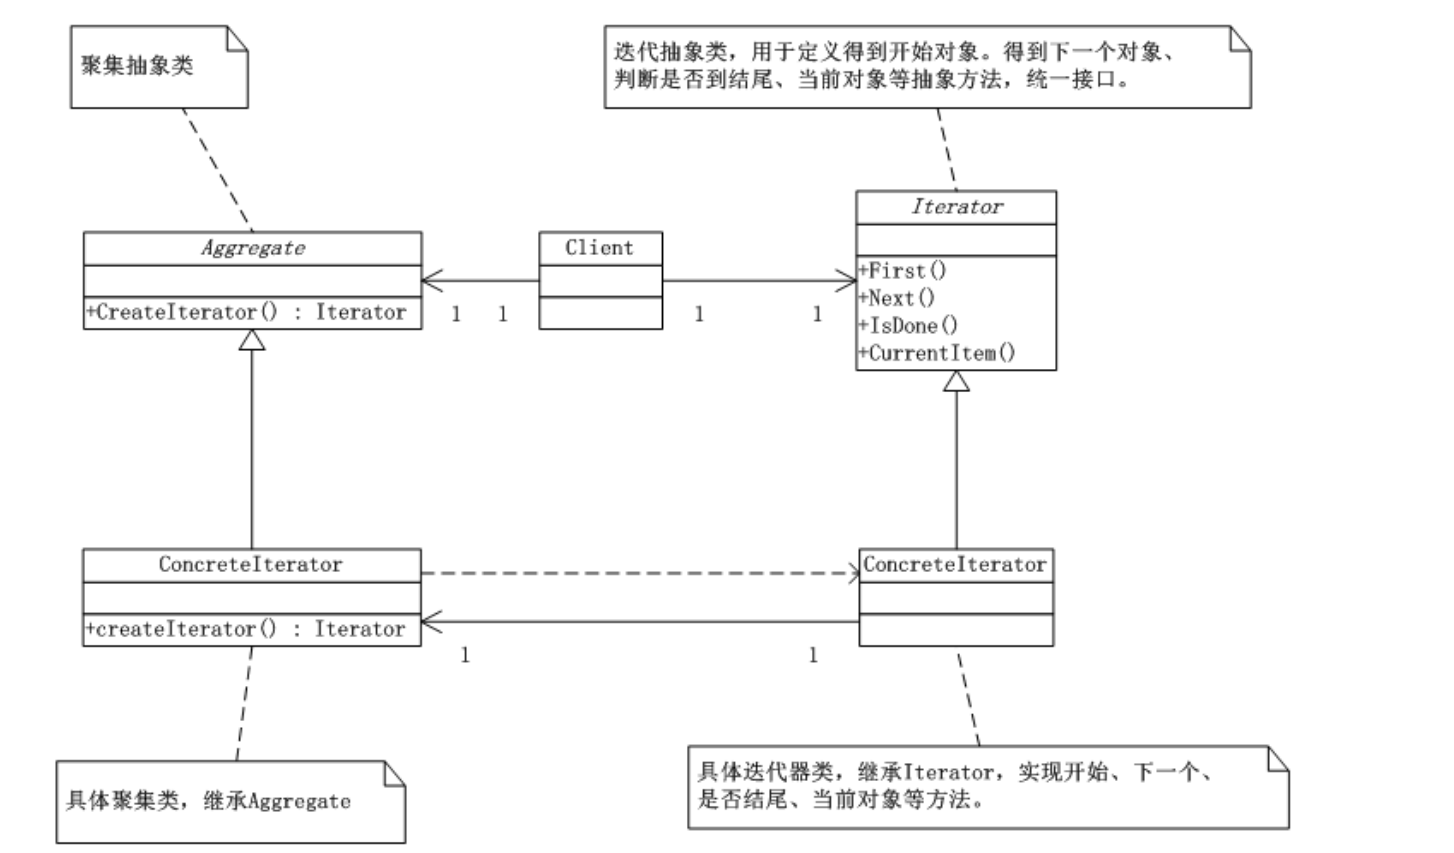 聚集抽象类
迭代抽象类，用于定义得到开始对象。得到下一个对象、
判断是否到结尾、当前对象等抽象方法，统一接口。
Aggregate
+CreateIterator() : Iterator
Client
Iterator
+First()
+Next()
+IsDone()
+CurrentItem()
1
1
1
1
ConcreteIterator
+createIterator() : Iterator
ConcreteIterator
1
1
具体聚集类，继承Aggregate
具体迭代器类，继承Iterator，实现开始、下一个、
是否结尾、当前对象等方法。